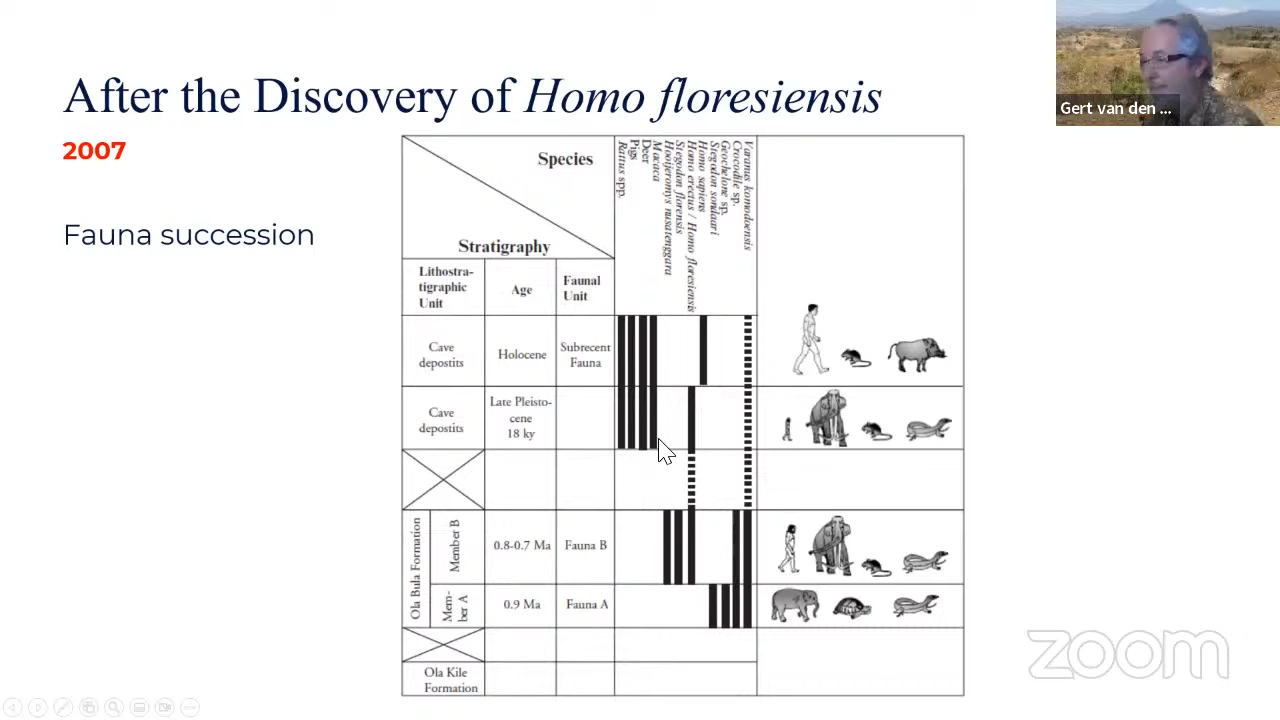 After the Discovery of Homo floresiensis
2007
Fauna succession
Gert van den ...
Species
Stratigraphy
Rattus spp.
Pigs
Deer
Macaca
Hooijeromys nusatenggara
Stegodon florensis
Homo erectus / Homo floresiensis
Homo sapiens
Stegodon sondaari
Geochelone sp.
Crocodile sp.
Varanus komodoensis
Lithostra-
tigraphic
Unit
Age
Faunal
Unit
Cave
depostits
Holocene
Subrecent
Fauna
Cave
depostits
Late Pleisto-
cene
18 ky
Ola Bula Formation
Member B
0.8-0.7 Ma
Fauna B
Mem-
ber A
0.9 Ma
Fauna A
Ola Kile
Formation
zoom